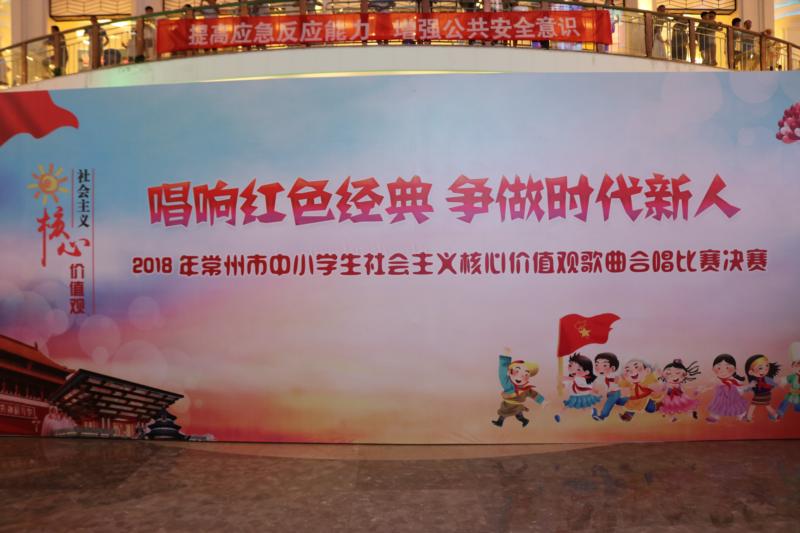 提高应急反应能力 增强公共安全意识
社会主义
核心
价值观
唱响红色经典 争做时代新人
2018年常州市中小学生社会主义核心价值观歌曲合唱比赛决赛